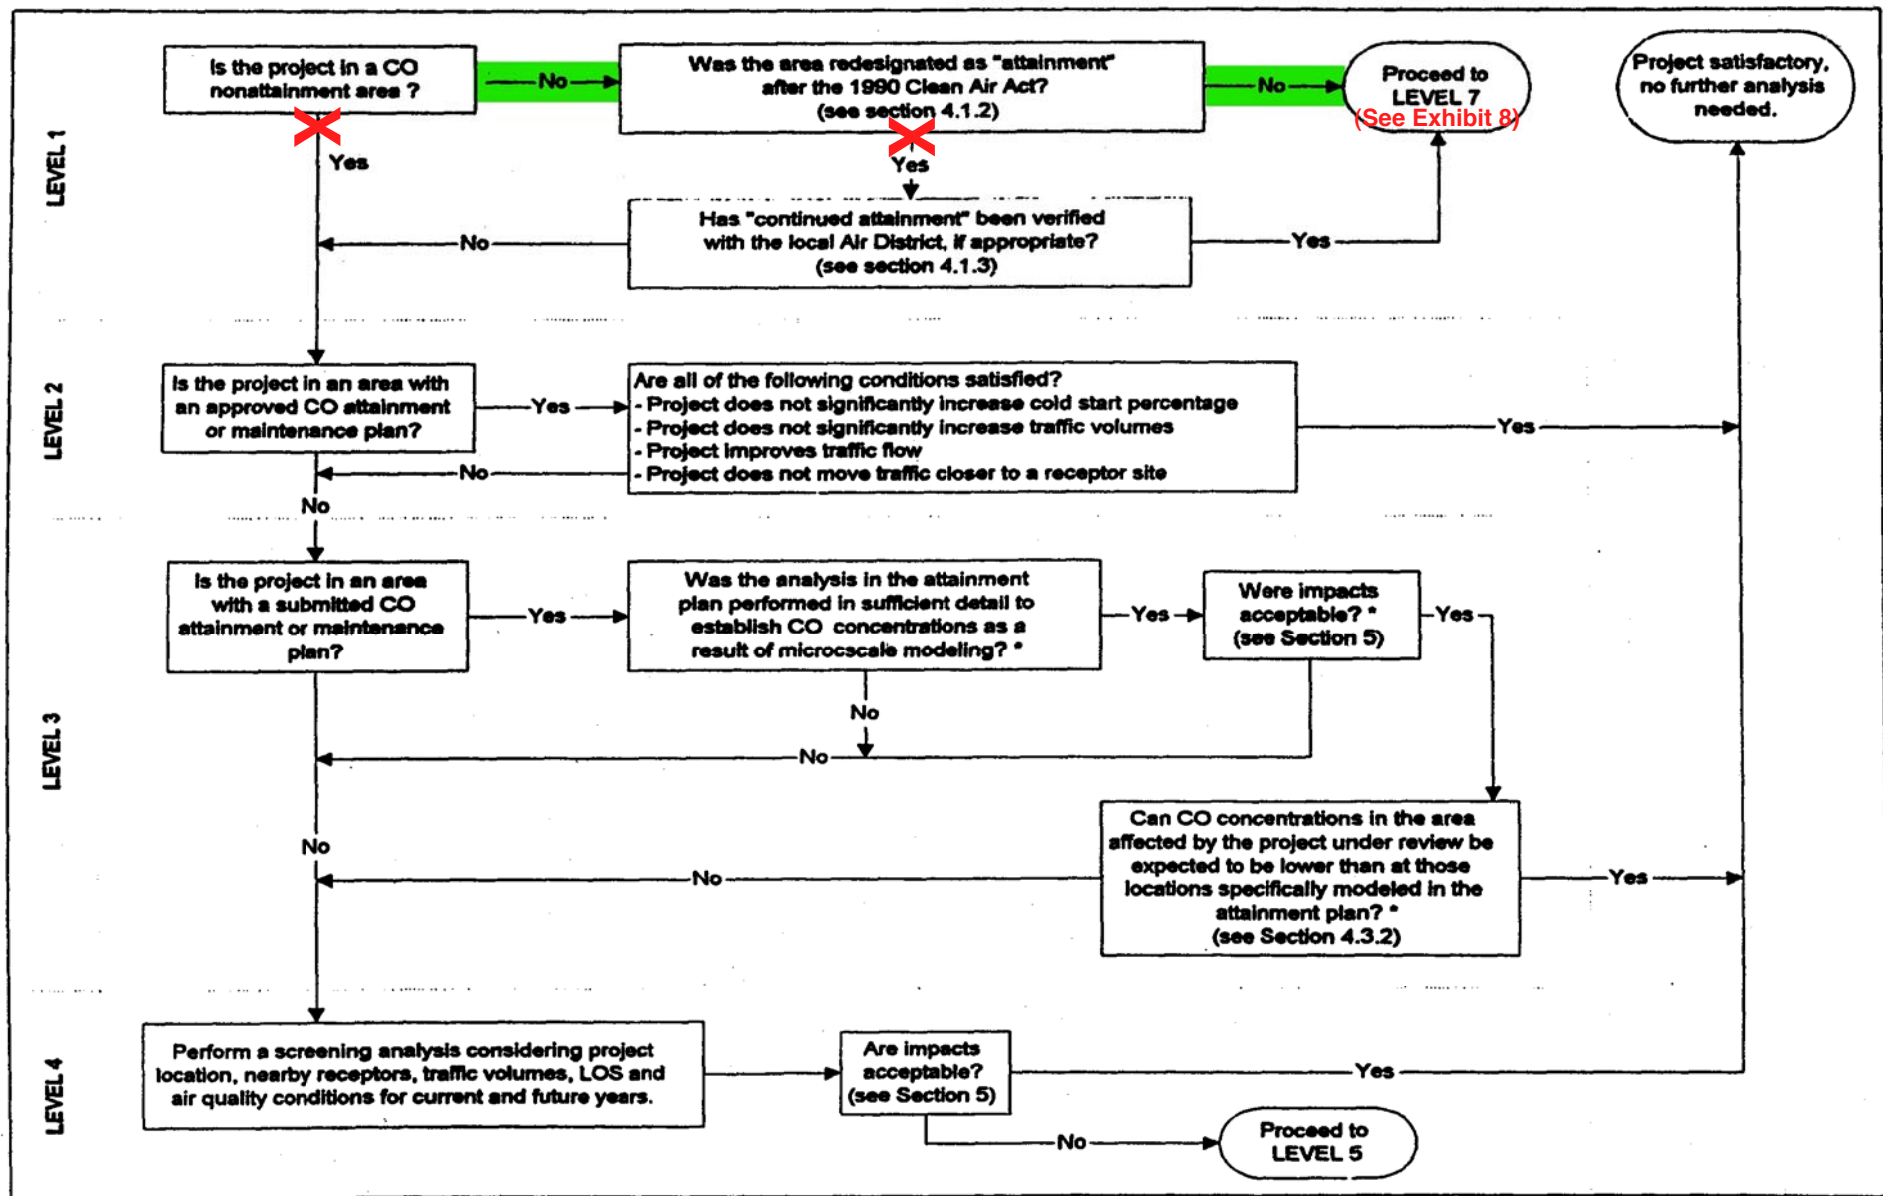 LEVEL 1
Is the project in a CO
nonattainment area ?
No
Was the area redesignated as "attainment"
after the 1990 Clean Air Act?
(see section 4.1.2)
No
Proceed to
LEVEL 7
(See Exhibit 8)
Project satisfactory,
no further analysis
needed.
Yes
Yes
Has "continued attainment" been verified
with the local Air District, if appropriate?
(see section 4.1.3)
No
Yes
LEVEL 2
Is the project in an area with
an approved CO attainment
or maintenance plan?
Yes
Are all of the following conditions satisfied?
- Project does not significantly increase cold start percentage
- Project does not significantly increase traffic volumes
- Project improves traffic flow
- Project does not move traffic closer to a receptor site
Yes
No
No
LEVEL 3
Is the project in an area
with a submitted CO
attainment or maintenance
plan?
Yes
Was the analysis in the attainment
plan performed in sufficient detail to
establish CO concentrations as a
result of microcscale modeling? *
Yes
Were impacts
acceptable? *
(see Section 5)
Yes
No
No
No
Can CO concentrations in the area
affected by the project under review be
expected to be lower than at those
locations specifically modeled in the
attainment plan? *
(see Section 4.3.2)
No
Yes
LEVEL 4
Perform a screening analysis considering project
location, nearby receptors, traffic volumes, LOS and
air quality conditions for current and future years.
Are impacts
acceptable?
(see Section 5)
Yes
No
Proceed to
LEVEL 5